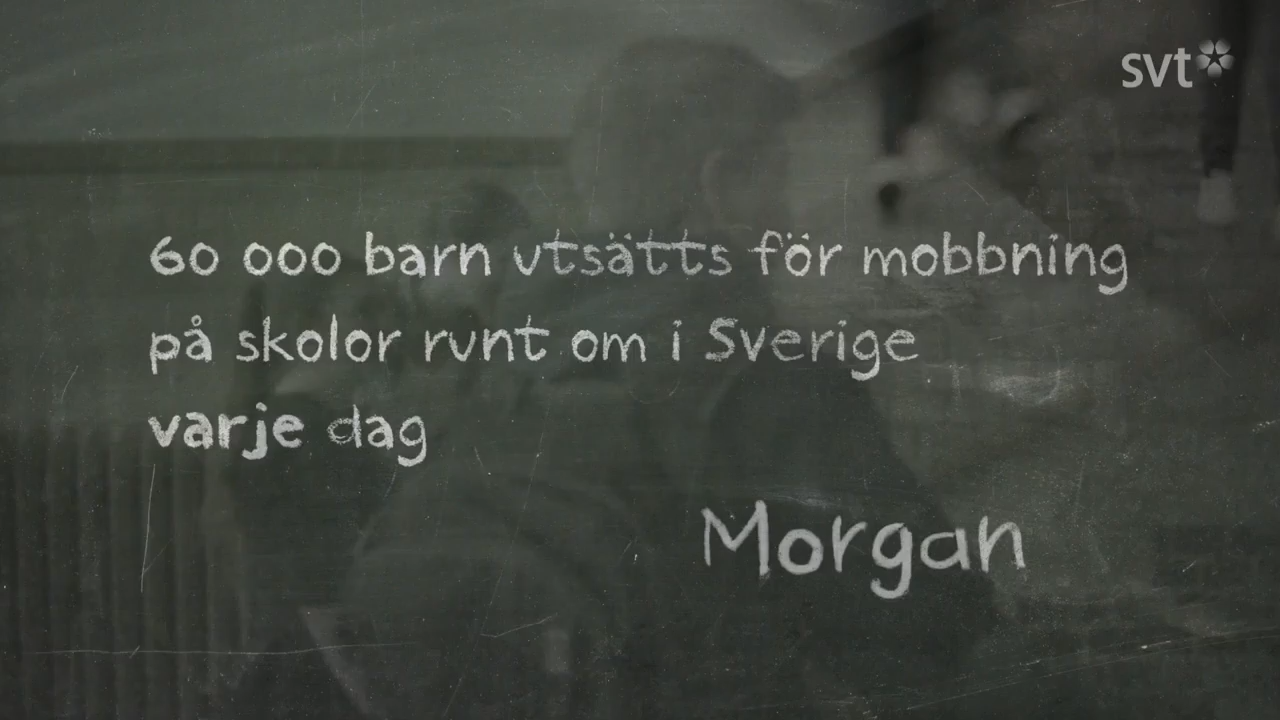 svt
60 000 barn utsätts för mobbning
på skolor runt om i Sverige
varje dag
Morgan